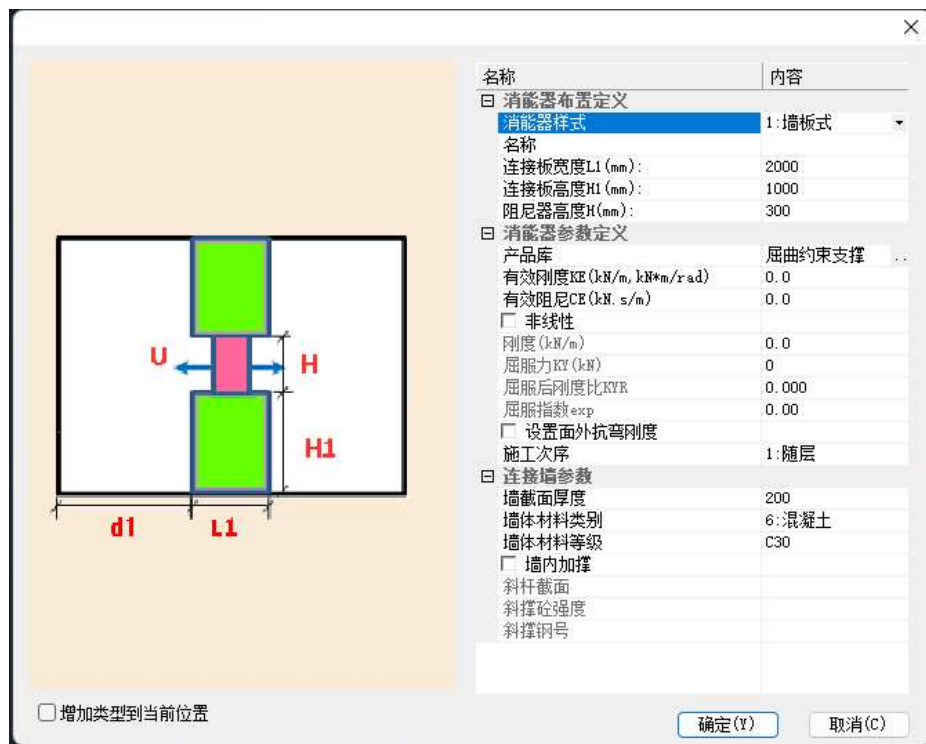 U
H
H1
d1
L1
增加类型到当前位置
名称 内容
消能器布置定义
消能器样式 1:墙板式
名称
连接板宽度L1(mm): 2000
连接板高度H1(mm): 1000
阻尼器高度H(mm): 300
消能器参数定义
产品库 屈曲约束支撑 ..
有效刚度KE(kN/m,kN*m/rad) 0.0
有效阻尼CE(kN.s/m) 0.0
非线性
刚度(kN/m) 0.0
屈服力KY(kN) 0
屈服后刚度比KYR 0.000
屈服指数exp 0.00
设置面外抗弯刚度
施工次序 1:随层
连接墙参数
墙截面厚度 200
墙体材料类别 6:混凝土
墙体材料等级 C30
墙内加撑
斜杆截面
斜撑砼强度
斜撑钢号
确定(Y) 取消(C)